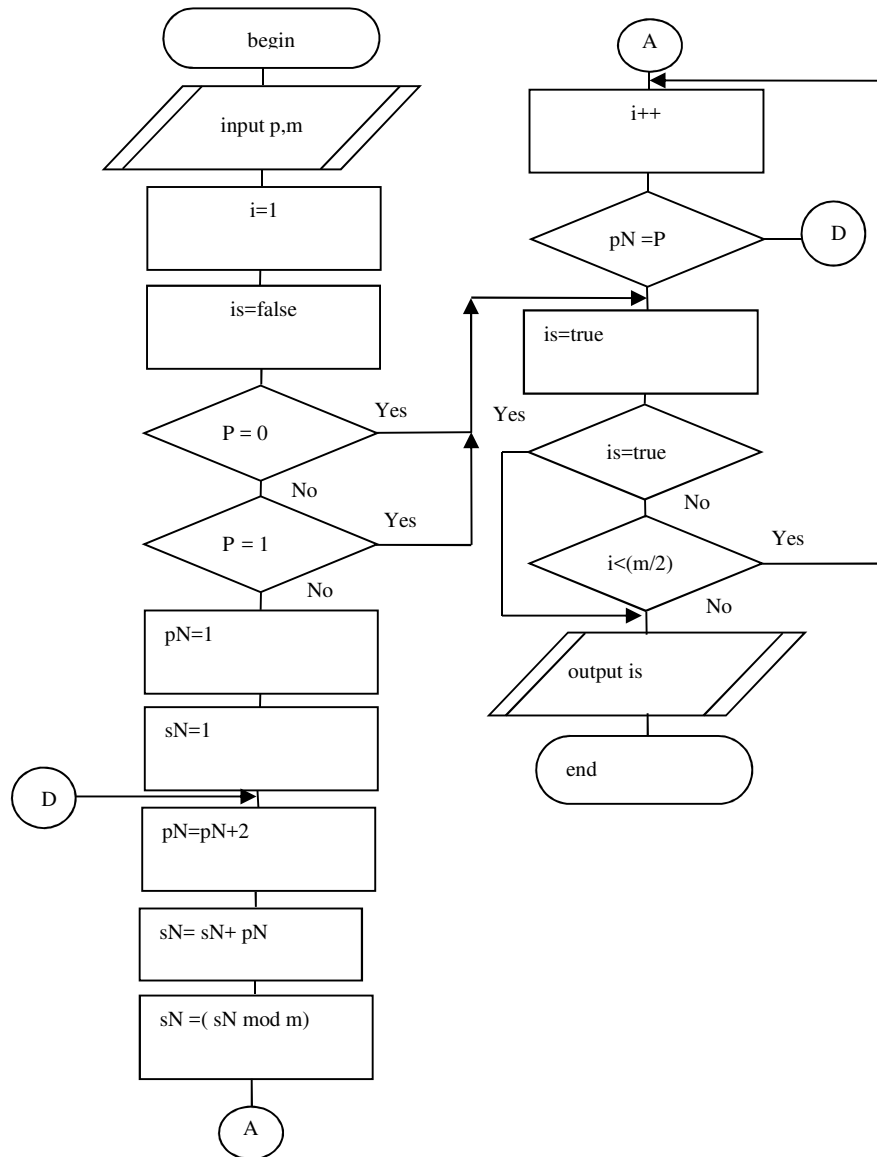 begin
input p,m
i=1
is=false
P = 0
Yes
No
P = 1
Yes
No
pN=1
sN=1
D
pN=pN+2
sN= sN+ pN
sN =( sN mod m)
A
A
i++
pN =P
D
is=true
Yes
is=true
No
i<(m/2)
Yes
No
output is
end